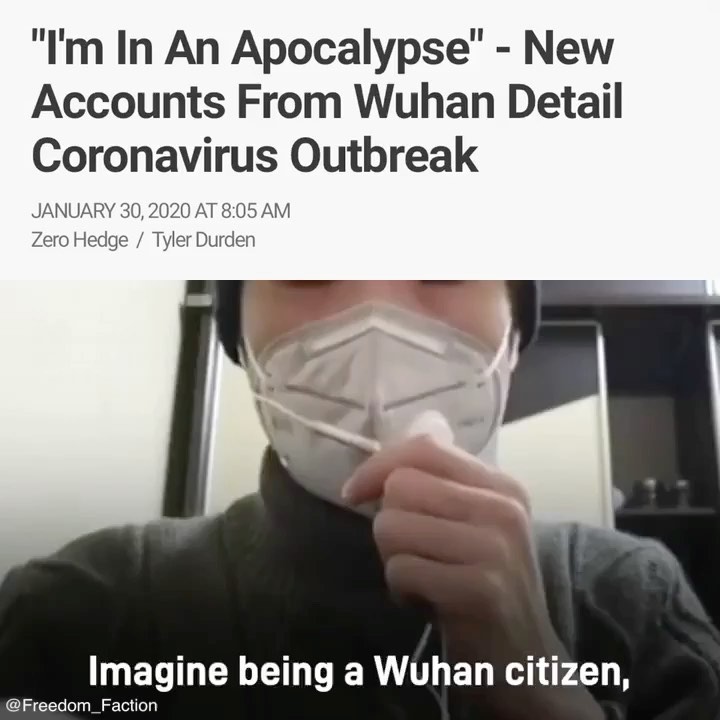 "I'm In An Apocalypse" - New
Accounts From Wuhan Detail
Coronavirus Outbreak
JANUARY 30, 2020 AT 8:05 AM
Zero Hedge / Tyler Durden
Imagine being a Wuhan citizen,
@Freedom_Faction